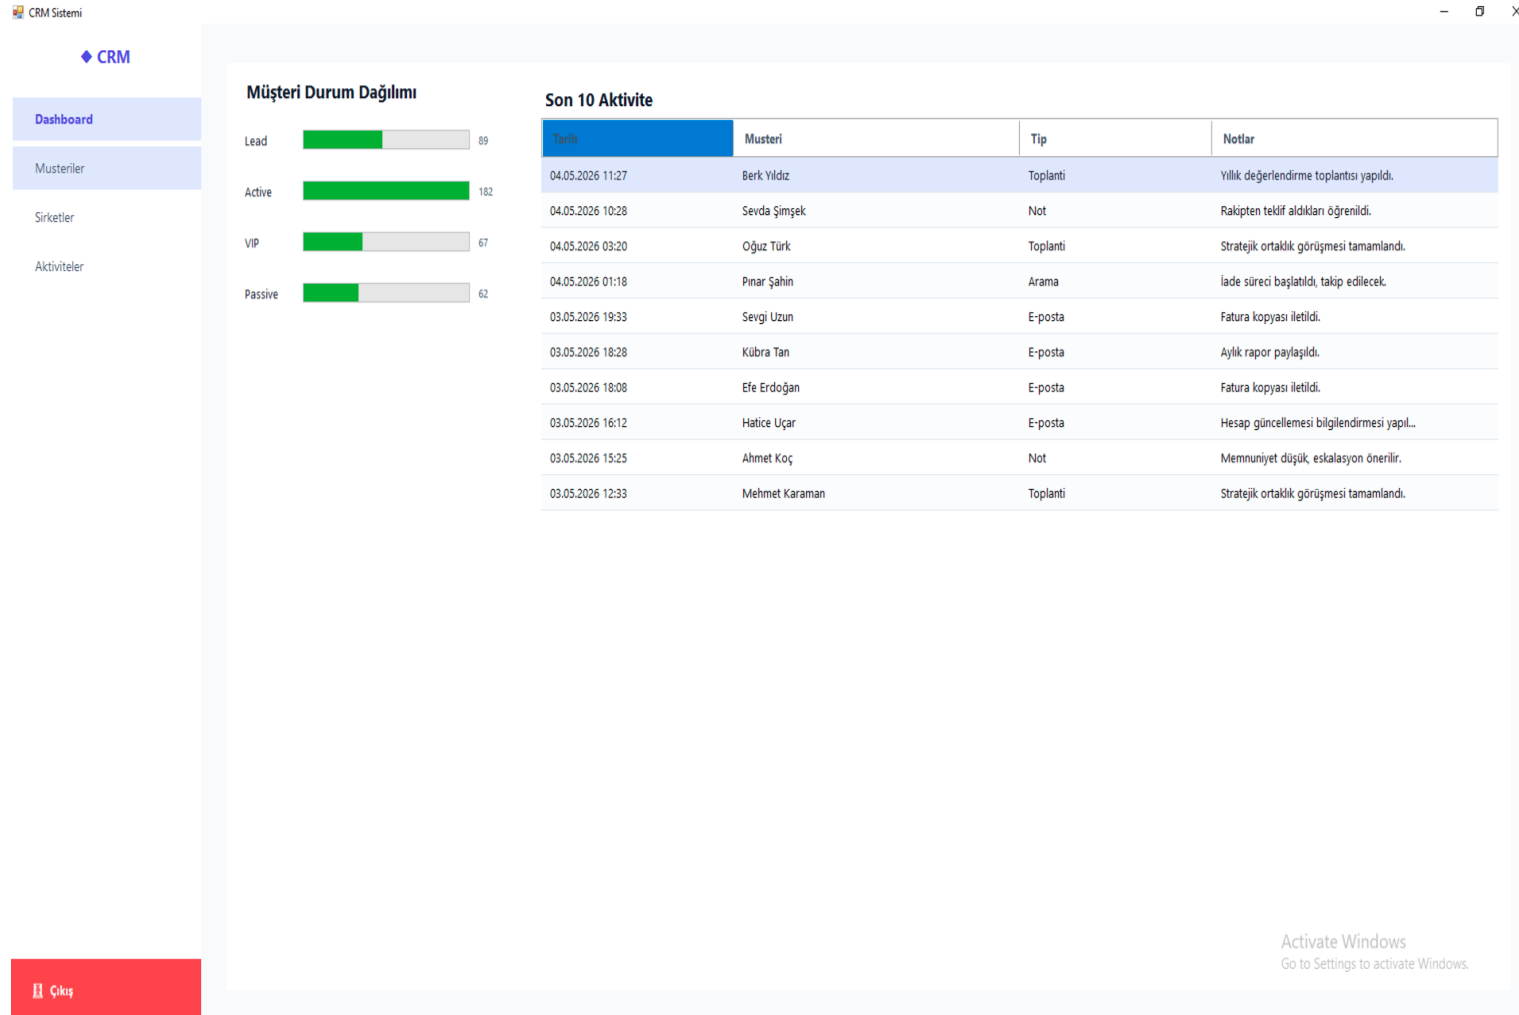 CRM Sistemi
CRM
Dashboard
Musteriler
Sirketler
Aktiviteler
Çıkış
Müşteri Durum Dağılımı
Lead 89
Active 182
VIP 67
Passive 62
Son 10 Aktivite
Tarih Musteri Tip Notlar
04.05.2026 11:27 Berk Yıldız Toplanti Yıllık değerlendirme toplantısı yapıldı.
04.05.2026 10:28 Sevda Şimşek Not Rakipten teklif aldıkları öğrenildi.
04.05.2026 03:20 Oğuz Türk Toplanti Stratejik ortaklık görüşmesi tamamlandı.
04.05.2026 01:18 Pınar Şahin Arama İade süreci başlatıldı, takip edilecek.
03.05.2026 19:33 Sevgi Uzun E-posta Fatura kopyası iletildi.
03.05.2026 18:28 Kübra Tan E-posta Aylık rapor paylaşıldı.
03.05.2026 18:08 Efe Erdoğan E-posta Fatura kopyası iletildi.
03.05.2026 16:12 Hatice Uçar E-posta Hesap güncellemesi bilgilendirmesi yapıl...
03.05.2026 15:25 Ahmet Koç Not Memnuniyet düşük, eskalasyon önerilir.
03.05.2026 12:33 Mehmet Karaman Toplanti Stratejik ortaklık görüşmesi tamamlandı.
Activate Windows
Go to Settings to activate Windows.